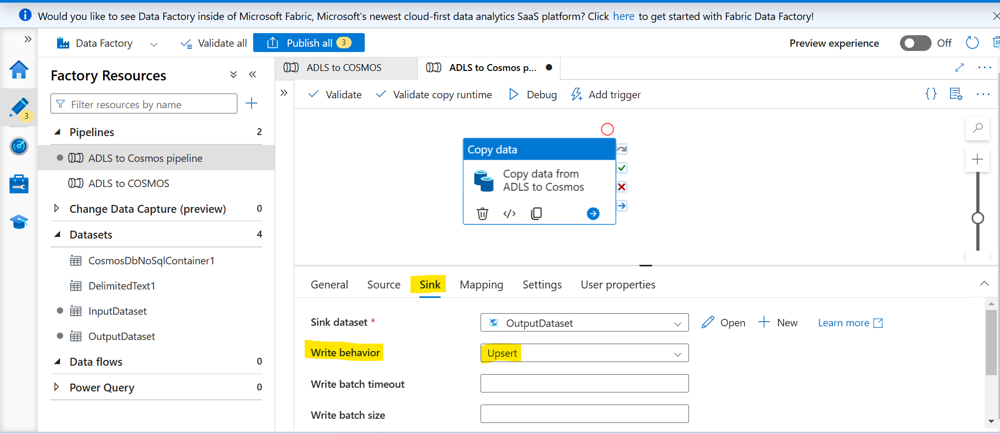 Would you like to see Data Factory inside of Microsoft Fabric, Microsoft's newest cloud-first data analytics SaaS platform? Click here to get started with Fabric Data Factory!
Data Factory
Validate all
Publish all 3
Preview experience
Off
3
Factory Resources
Filter resources by name
Pipelines 2
ADLS to Cosmos pipeline
ADLS to COSMOS
Change Data Capture (preview) 0
Datasets 4
CosmosDbNoSqlContainer1
DelimitedText1
InputDataset
OutputDataset
Data flows 0
Power Query 0
ADLS to COSMOS
ADLS to Cosmos p...
Validate
Validate copy runtime
Debug
Add trigger
Copy data
Copy data from
ADLS to Cosmos
General
Source
Sink
Mapping
Settings
User properties
Sink dataset *
OutputDataset
Open
New
Learn more
Write behavior
Upsert
Write batch timeout
Write batch size